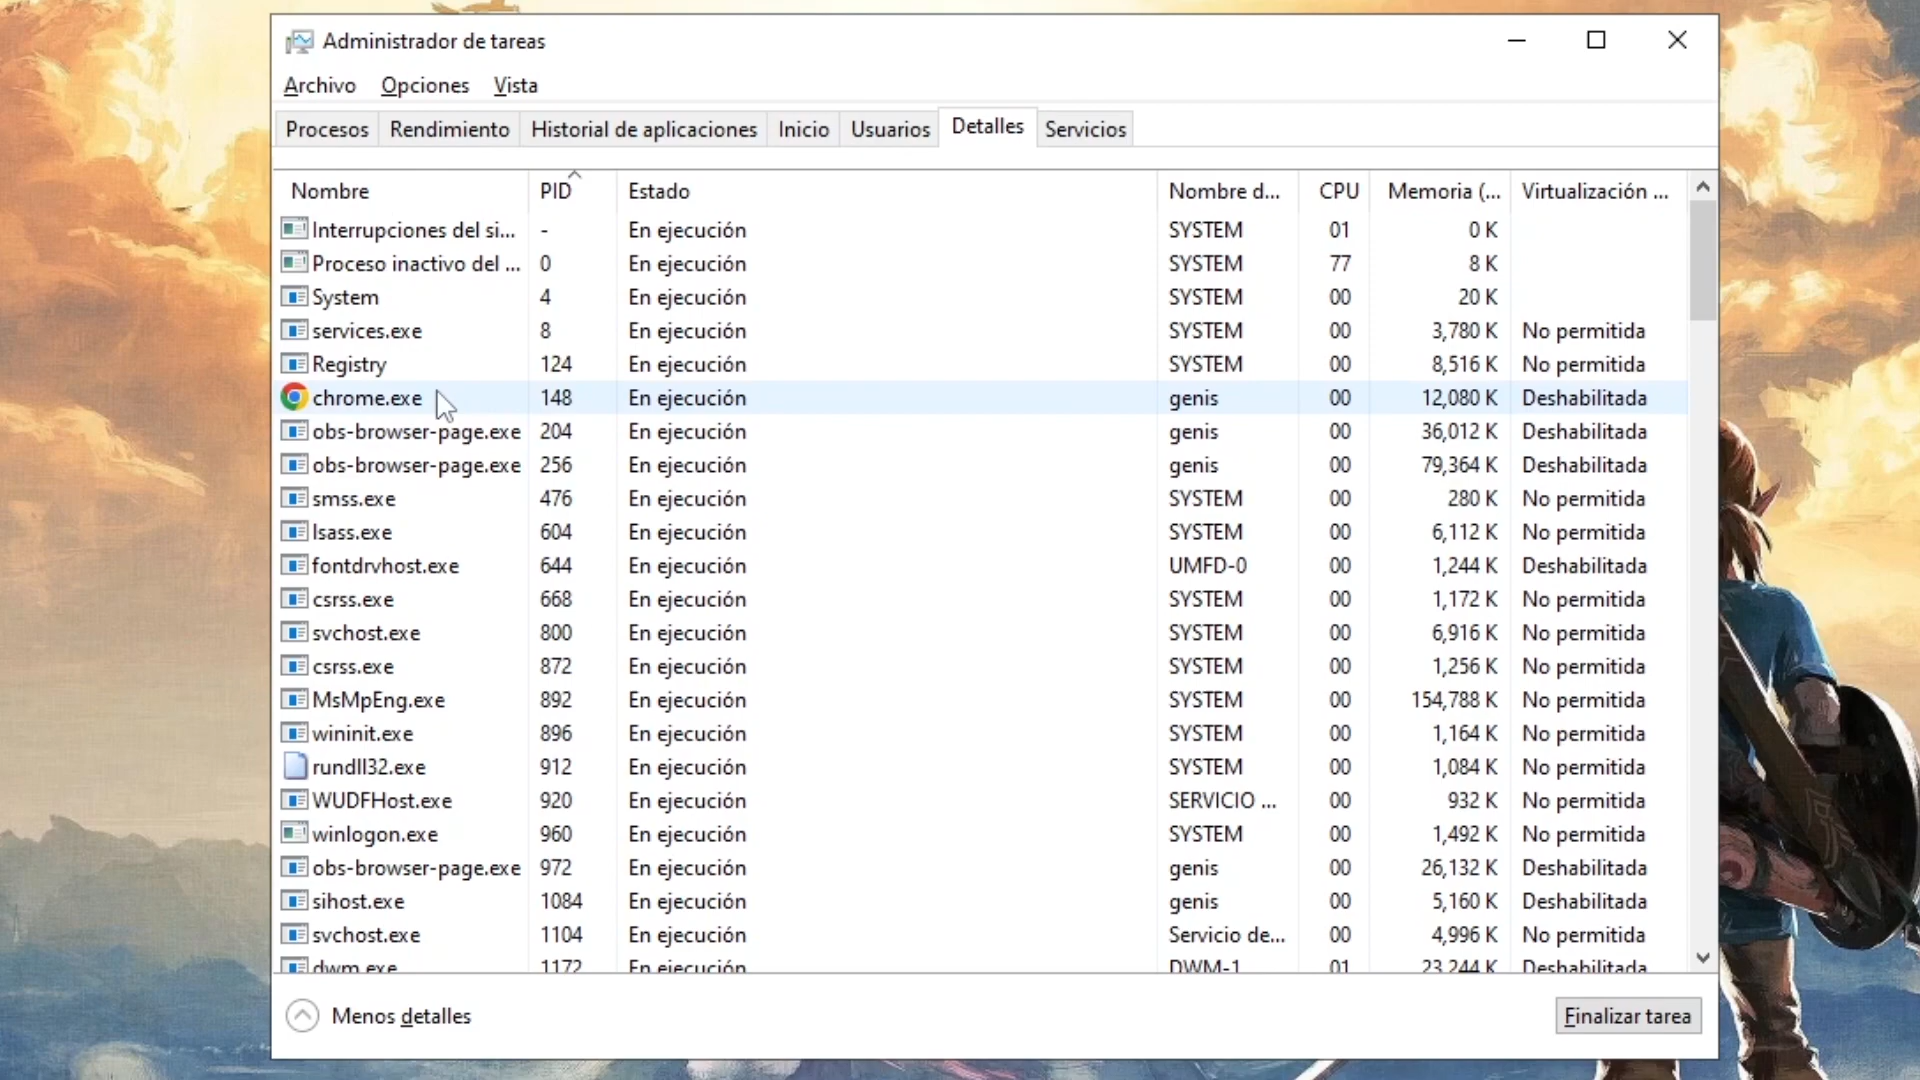 Administrador de tareas
Archivo Opciones Vista
Procesos Rendimiento Historial de aplicaciones Inicio Usuarios Detalles Servicios
Nombre PID Estado Nombre d... CPU Memoria (... Virtualización ...
Interrupciones del si... - En ejecución SYSTEM 01 0 K
Proceso inactivo del ... 0 En ejecución SYSTEM 77 8 K
System 4 En ejecución SYSTEM 00 20 K
services.exe 8 En ejecución SYSTEM 00 3,780 K No permitida
Registry 124 En ejecución SYSTEM 00 8,516 K No permitida
chrome.exe 148 En ejecución genis 00 12,080 K Deshabilitada
obs-browser-page.exe 204 En ejecución genis 00 36,012 K Deshabilitada
obs-browser-page.exe 256 En ejecución genis 00 79,364 K Deshabilitada
smss.exe 476 En ejecución SYSTEM 00 280 K No permitida
lsass.exe 604 En ejecución SYSTEM 00 6,112 K No permitida
fontdrvhost.exe 644 En ejecución UMFD-0 00 1,244 K Deshabilitada
csrss.exe 668 En ejecución SYSTEM 00 1,172 K No permitida
svchost.exe 800 En ejecución SYSTEM 00 6,916 K No permitida
csrss.exe 872 En ejecución SYSTEM 00 1,256 K No permitida
MsMpEng.exe 892 En ejecución SYSTEM 00 154,788 K No permitida
wininit.exe 896 En ejecución SYSTEM 00 1,164 K No permitida
rundll32.exe 912 En ejecución SYSTEM 00 1,084 K No permitida
WUDFHost.exe 920 En ejecución SERVICIO ... 00 932 K No permitida
winlogon.exe 960 En ejecución SYSTEM 00 1,492 K No permitida
obs-browser-page.exe 972 En ejecución genis 00 26,132 K Deshabilitada
sihost.exe 1084 En ejecución genis 00 5,160 K Deshabilitada
svchost.exe 1104 En ejecución Servicio de... 00 4,996 K No permitida
dwm.exe 1172 En ejecución DWM-1 01 23,244 K Deshabilitada
Menos detalles Finalizar tarea